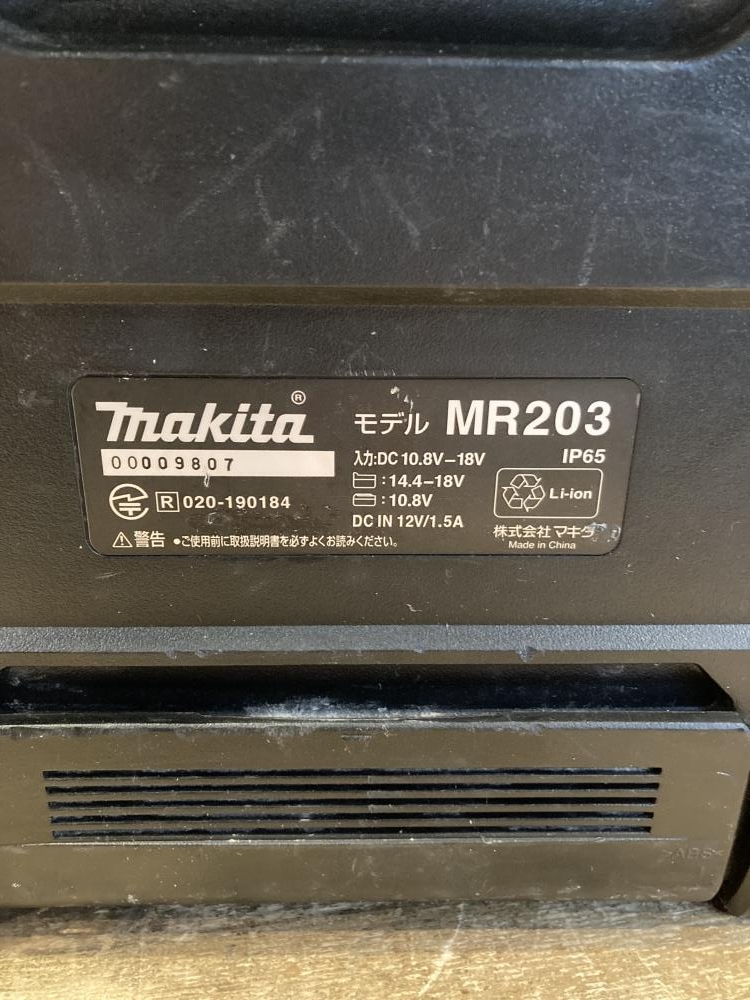 makita®
モデル MR203
00009807
入力:DC 10.8V–18V
IP65
:14.4–18V
:10.8V
Li-ion
R 020-190184
DC IN 12V/1.5A
株式会社マキタ
Made in China
⚠警告 •ご使用前に取扱説明書を必ずよくお読みください。
>ABS<